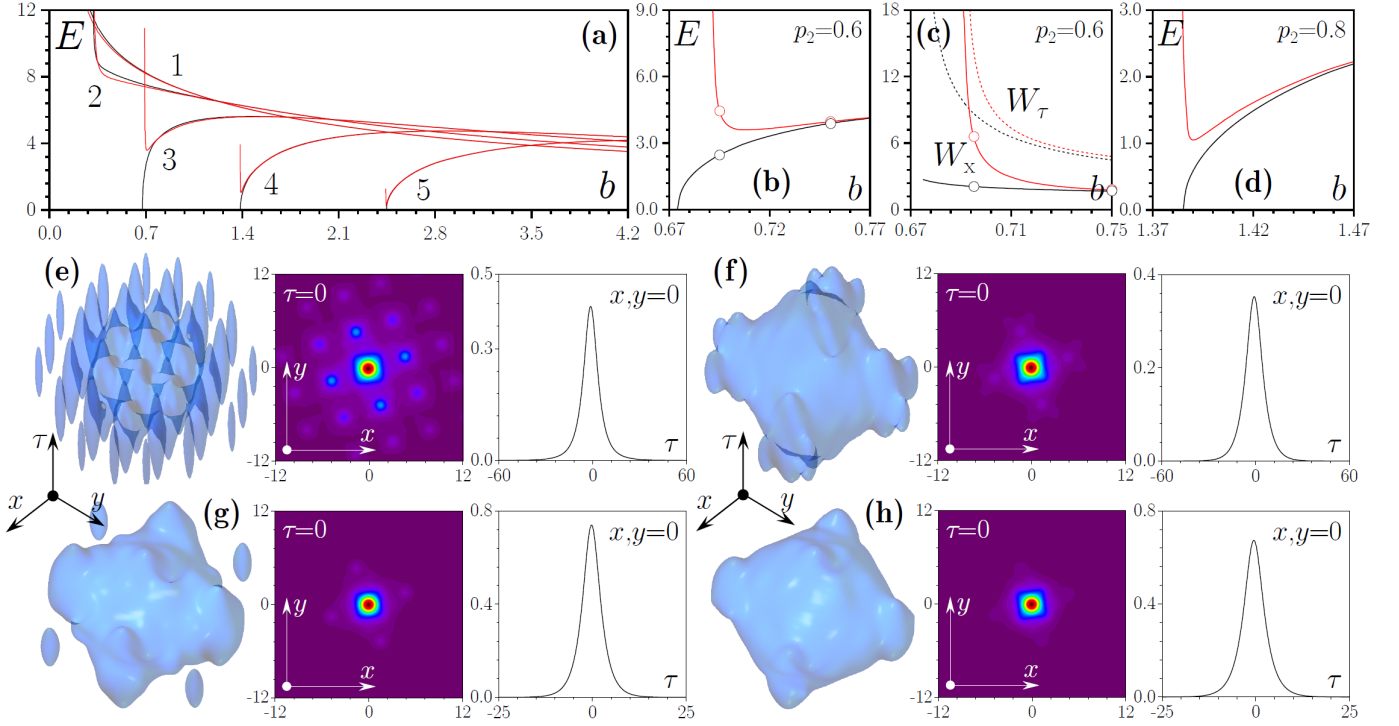 12
8
4
0
E
(a)
1
2
3
4
5
b
0.0 0.7 1.4 2.1 2.8 3.5 4.2
9.0
6.0
3.0
0.0
E
p₂=0.6
(b)
b
0.67 0.72 0.77
18
12
6
0
(c)
p₂=0.6
W_τ
W_x
b
0.71 0.75
3.0
2.0
1.0
0.0
E
p₂=0.8
(d)
b
1.37 1.42 1.47
(e)
τ
x
y
12
0
-12
τ=0
y
x
-12 0 12
0.5
0.3
0.0
x,y=0
τ
-60 0 60
(f)
τ
x
y
12
0
-12
τ=0
y
x
-12 0 12
0.4
0.2
0.0
x,y=0
τ
-60 0 60
(g)
12
0
-12
τ=0
y
x
-12 0 12
0.8
0.4
0.0
x,y=0
τ
-25 0 25
(h)
12
0
-12
τ=0
y
x
-12 0 12
0.8
0.4
0.0
x,y=0
τ
-25 0 25